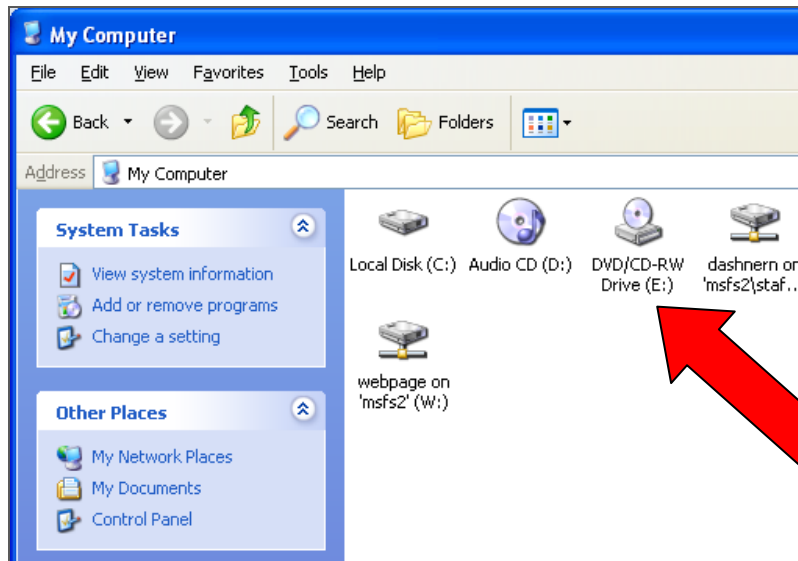 My Computer
File Edit View Favorites Tools Help
Back Search Folders
Address My Computer
System Tasks
View system information
Add or remove programs
Change a setting
Other Places
My Network Places
My Documents
Control Panel
Local Disk (C:) Audio CD (D:) DVD/CD-RW Drive (E:) dashnern on 'msfs2\staf...
webpage on
'msfs2' (W:)